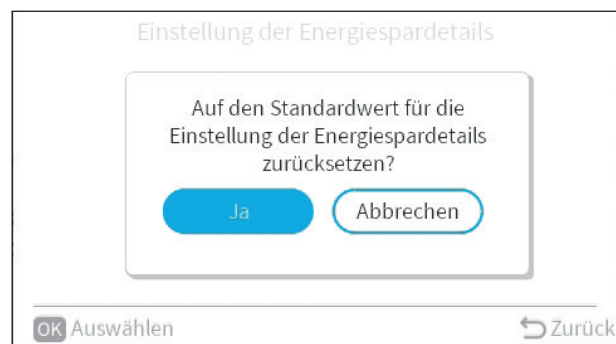 Einstellung der Energiespardetails
Auf den Standardwert für die
Einstellung der Energiespardetails
zurücksetzen?
Ja
Abbrechen
OK Auswählen
Zurück